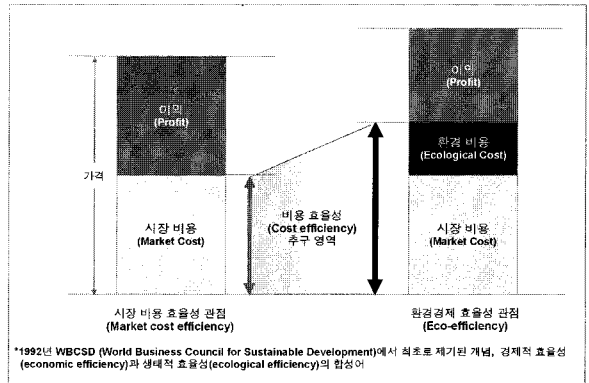 이익
(Profit)
가격
시장 비용
(Market Cost)
비용 효율성
(Cost efficiency)
추구 영역
이익
(Profit)
환경 비용
(Ecological Cost)
시장 비용
(Market Cost)
시장 비용 효율성 관점
(Market cost efficiency)
환경경제 효율성 관점
(Eco-efficiency)
*1992년 WBCSD (World Business Council for Sustainable Development)에서 최초로 제기된 개념, 경제적 효율성
(economic efficiency)과 생태적 효율성(ecological efficiency)의 합성어